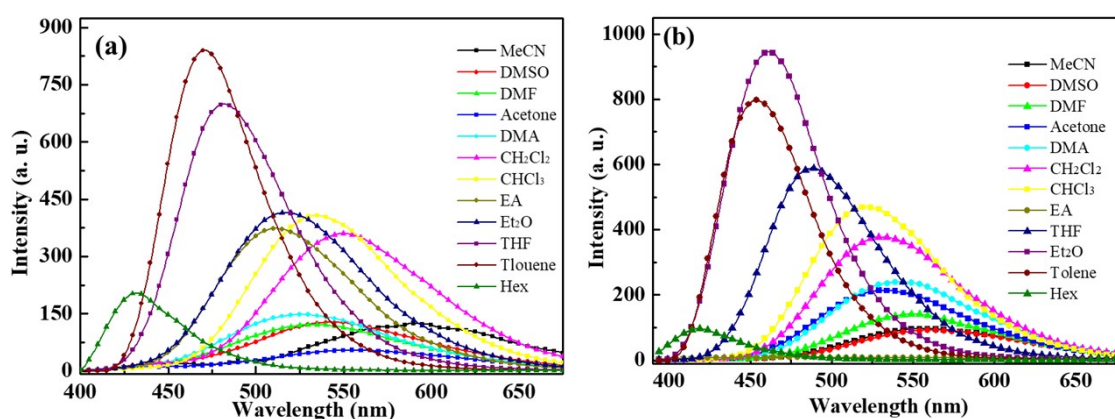 (a)
Intensity (a. u.)
900
750
600
450
300
150
0
MeCN
DMSO
DMF
Acetone
DMA
CH₂Cl₂
CHCl₃
EA
Et₂O
THF
Tlouene
Hex
400 450 500 550 600 650
Wavelength (nm)
(b)
Intensity (a. u.)
1000
800
600
400
200
0
MeCN
DMSO
DMF
Acetone
DMA
CH₂Cl₂
CHCl₃
EA
THF
Et₂O
Tolene
Hex
400 450 500 550 600 650
Wavelength (nm)